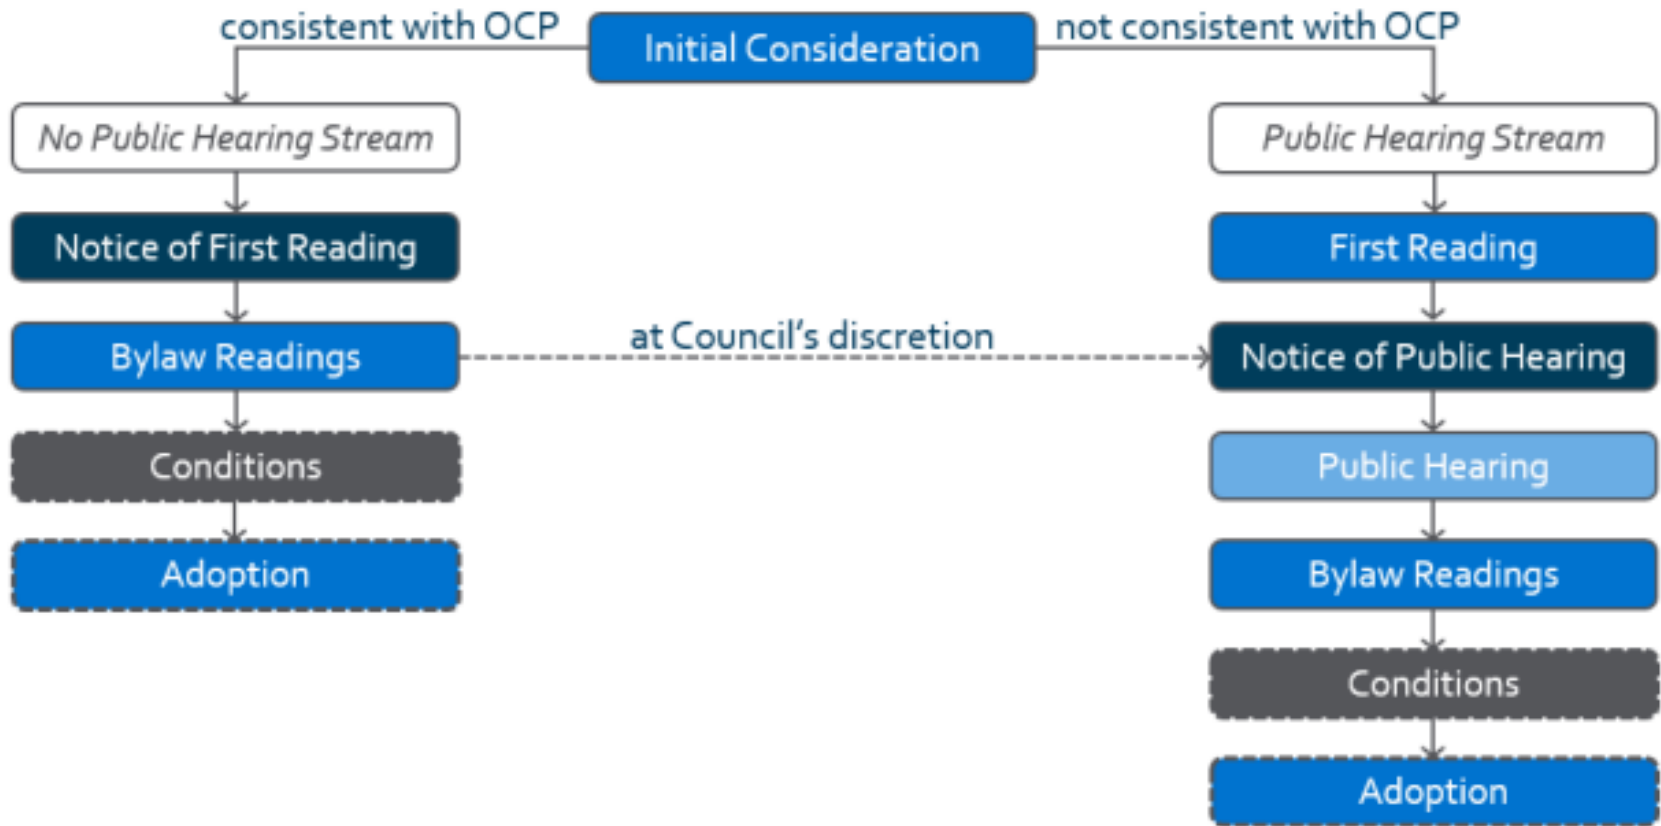 consistent with OCP
Initial Consideration
not consistent with OCP
No Public Hearing Stream
Public Hearing Stream
Notice of First Reading
First Reading
Bylaw Readings
at Council's discretion
Notice of Public Hearing
Conditions
Public Hearing
Adoption
Bylaw Readings
Conditions
Adoption